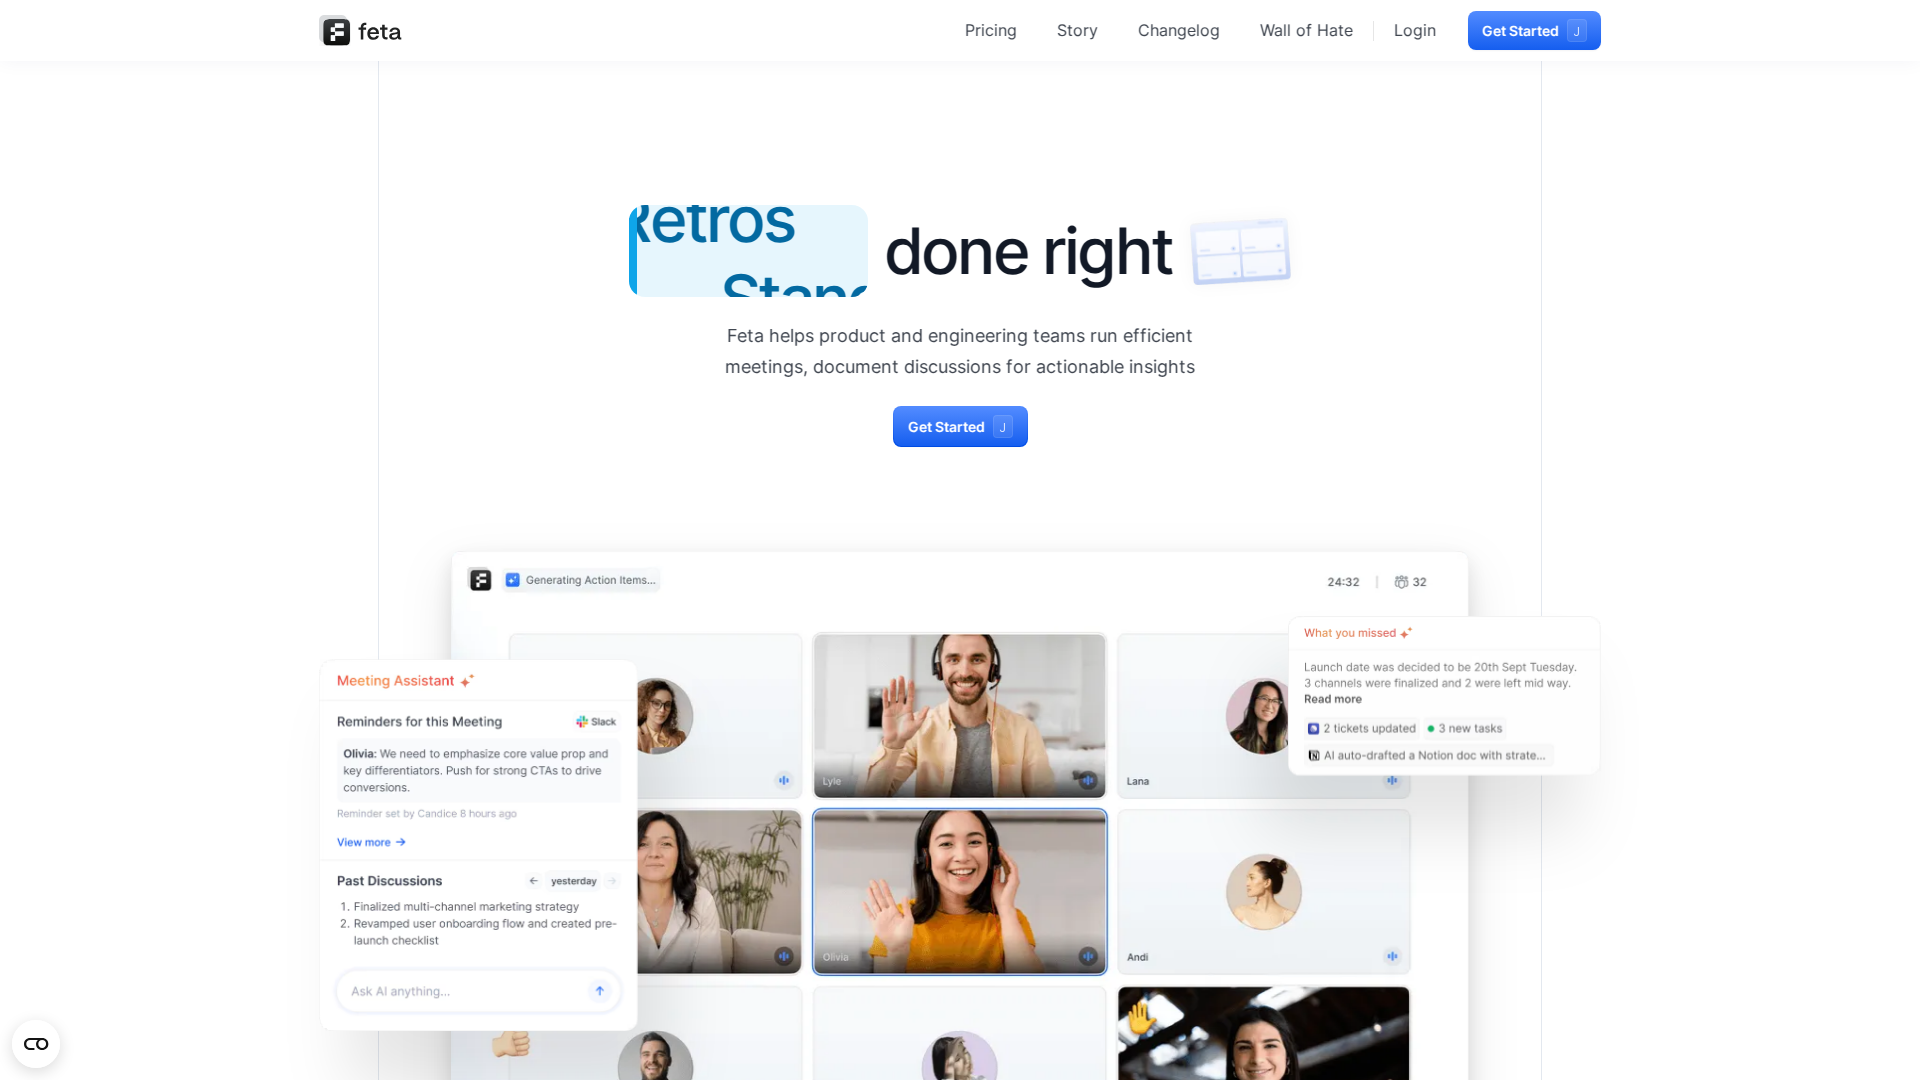 feta
Pricing
Story
Changelog
Wall of Hate
Login
Get Started J
Retros
done right
Feta helps product and engineering teams run efficient
meetings, document discussions for actionable insights
Get Started J
Generating Action Items...
24:32
32
Meeting Assistant
Reminders for this Meeting
Slack
Olivia: We need to emphasize core value prop and
key differentiators. Push for strong CTAs to drive
conversions.
Reminder set by Candice 8 hours ago
View more →
Past Discussions
← yesterday →
1. Finalized multi-channel marketing strategy
2. Revamped user onboarding flow and created pre-
launch checklist
Ask AI anything...
Lyle
Lana
Olivia
Andi
What you missed
Launch date was decided to be 20th Sept Tuesday.
3 channels were finalized and 2 were left mid way.
Read more
2 tickets updated
3 new tasks
AI auto-drafted a Notion doc with strate...